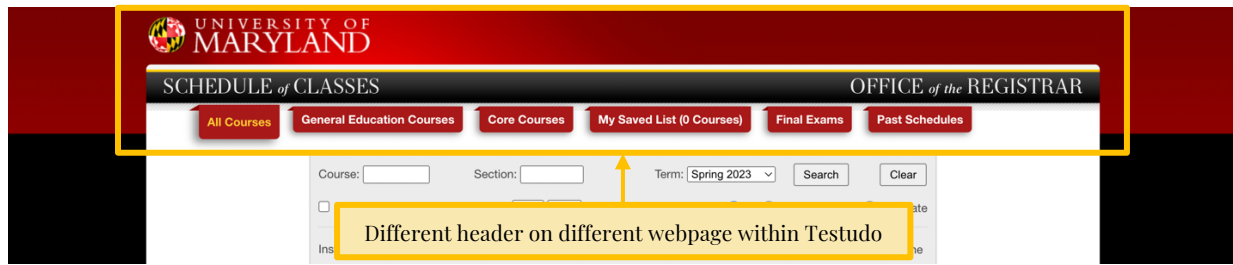 UNIVERSITY OF
MARYLAND
SCHEDULE of CLASSES OFFICE of the REGISTRAR
All Courses General Education Courses Core Courses My Saved List (0 Courses) Final Exams Past Schedules
Course: Section: Term: Spring 2023 Search Clear
Different header on different webpage within Testudo